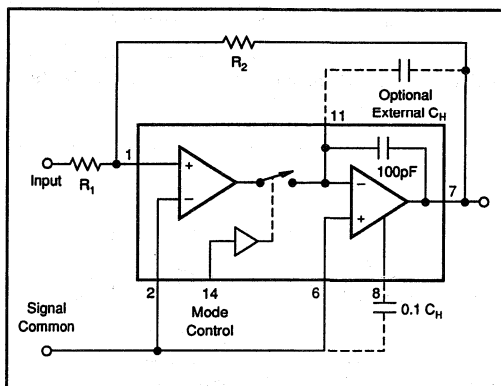 R2
Optional
External CH
11
1
+
−
100pF
7
−
+
Input
R1
2
14
6
8
Mode
Control
0.1 CH
Signal
Common